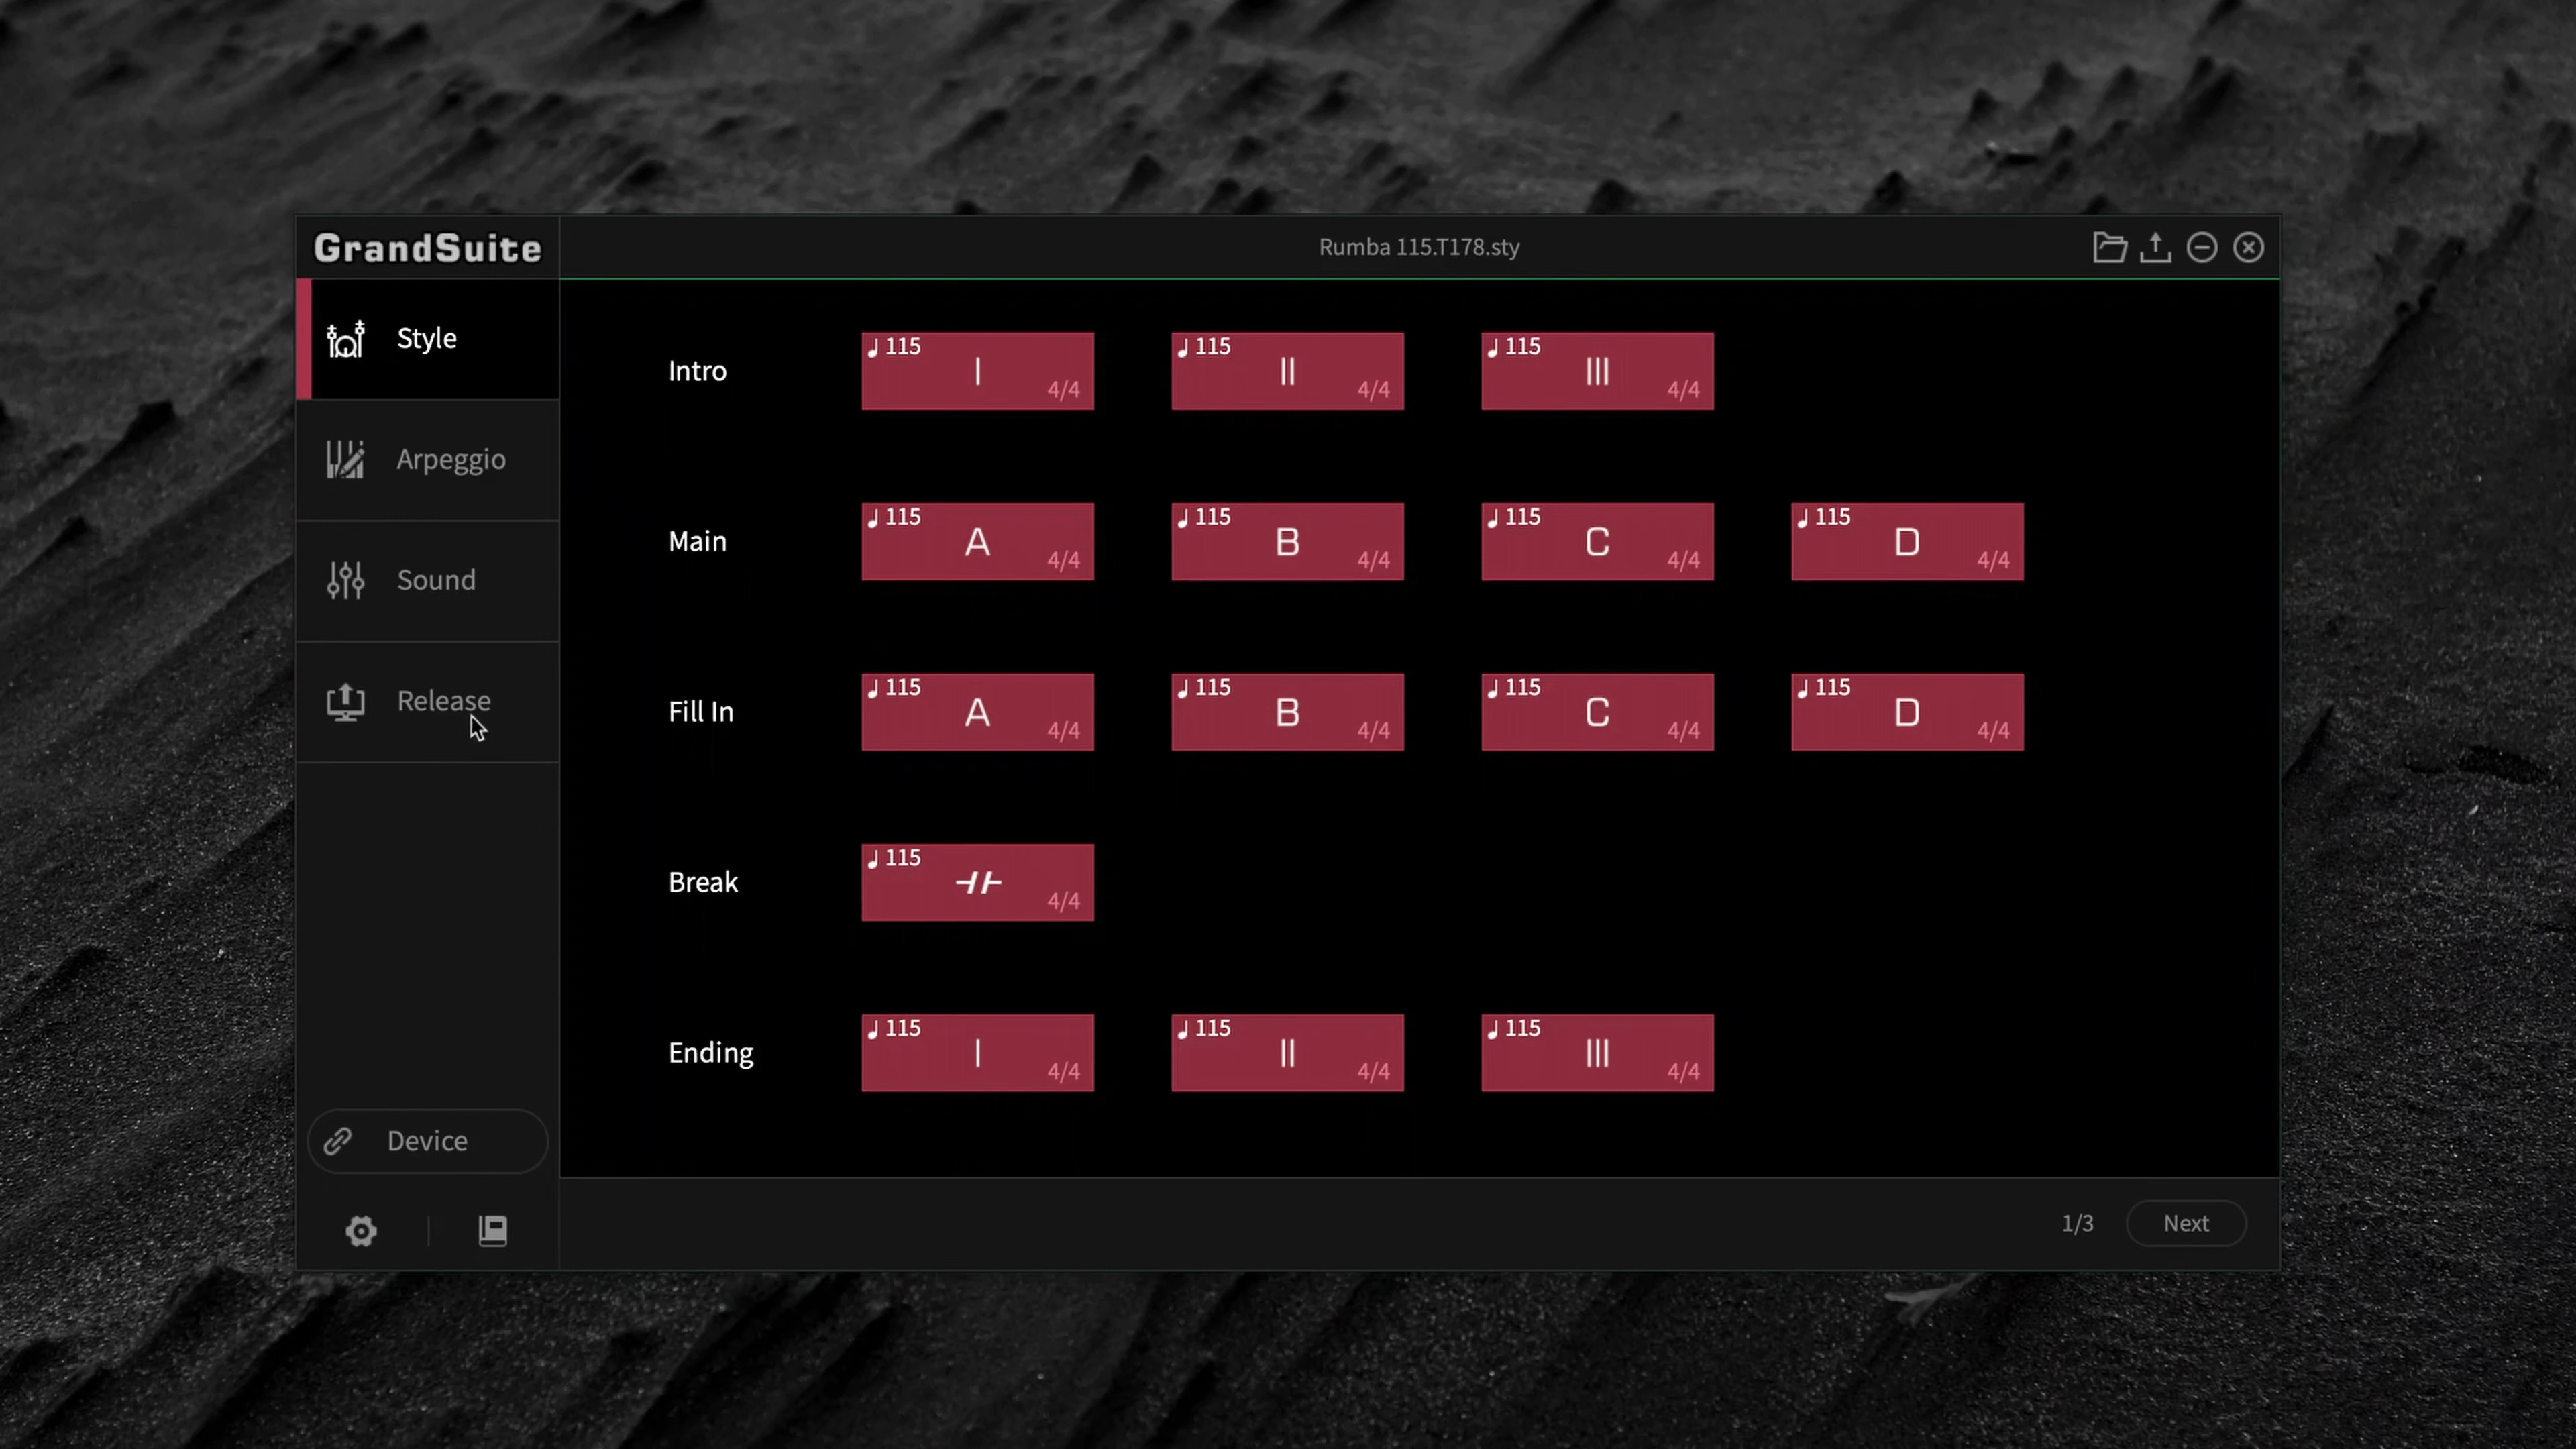 GrandSuite
Rumba 115.T178.sty
Style
Arpeggio
Sound
Release
Device
Intro
115 I 4/4
115 II 4/4
115 III 4/4
Main
115 A 4/4
115 B 4/4
115 C 4/4
115 D 4/4
Fill In
115 A 4/4
115 B 4/4
115 C 4/4
115 D 4/4
Break
115 4/4
Ending
115 I 4/4
115 II 4/4
115 III 4/4
1/3
Next